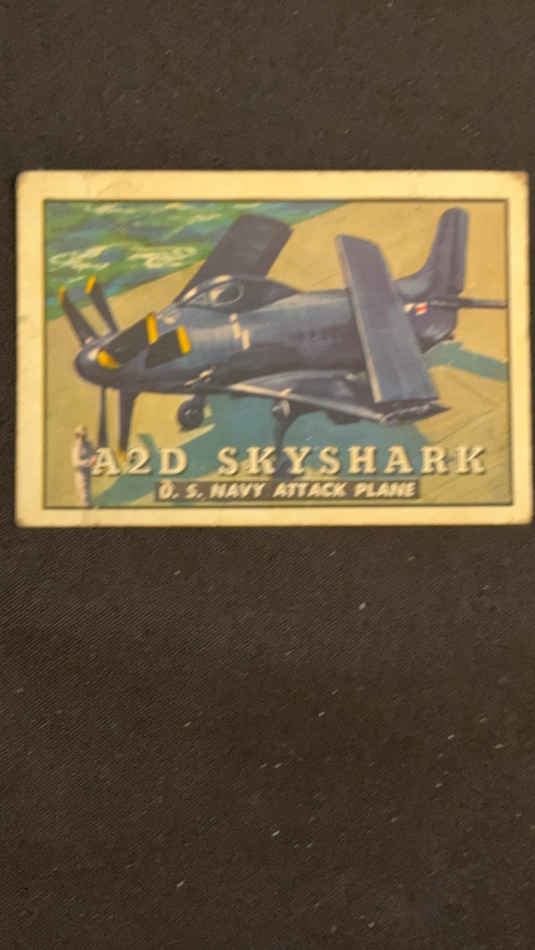 A2D SKYSHARK
U. S. NAVY ATTACK PLANE